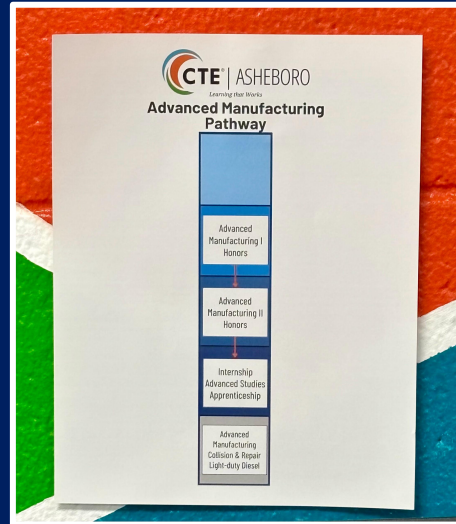 CTE® | ASHEBORO
Learning that Works
Advanced Manufacturing
Pathway
Advanced
Manufacturing I
Honors
Advanced
Manufacturing II
Honors
Internship
Advanced Studies
Apprenticeship
Advanced
Manufacturing
Collision & Repair
Light-duty Diesel